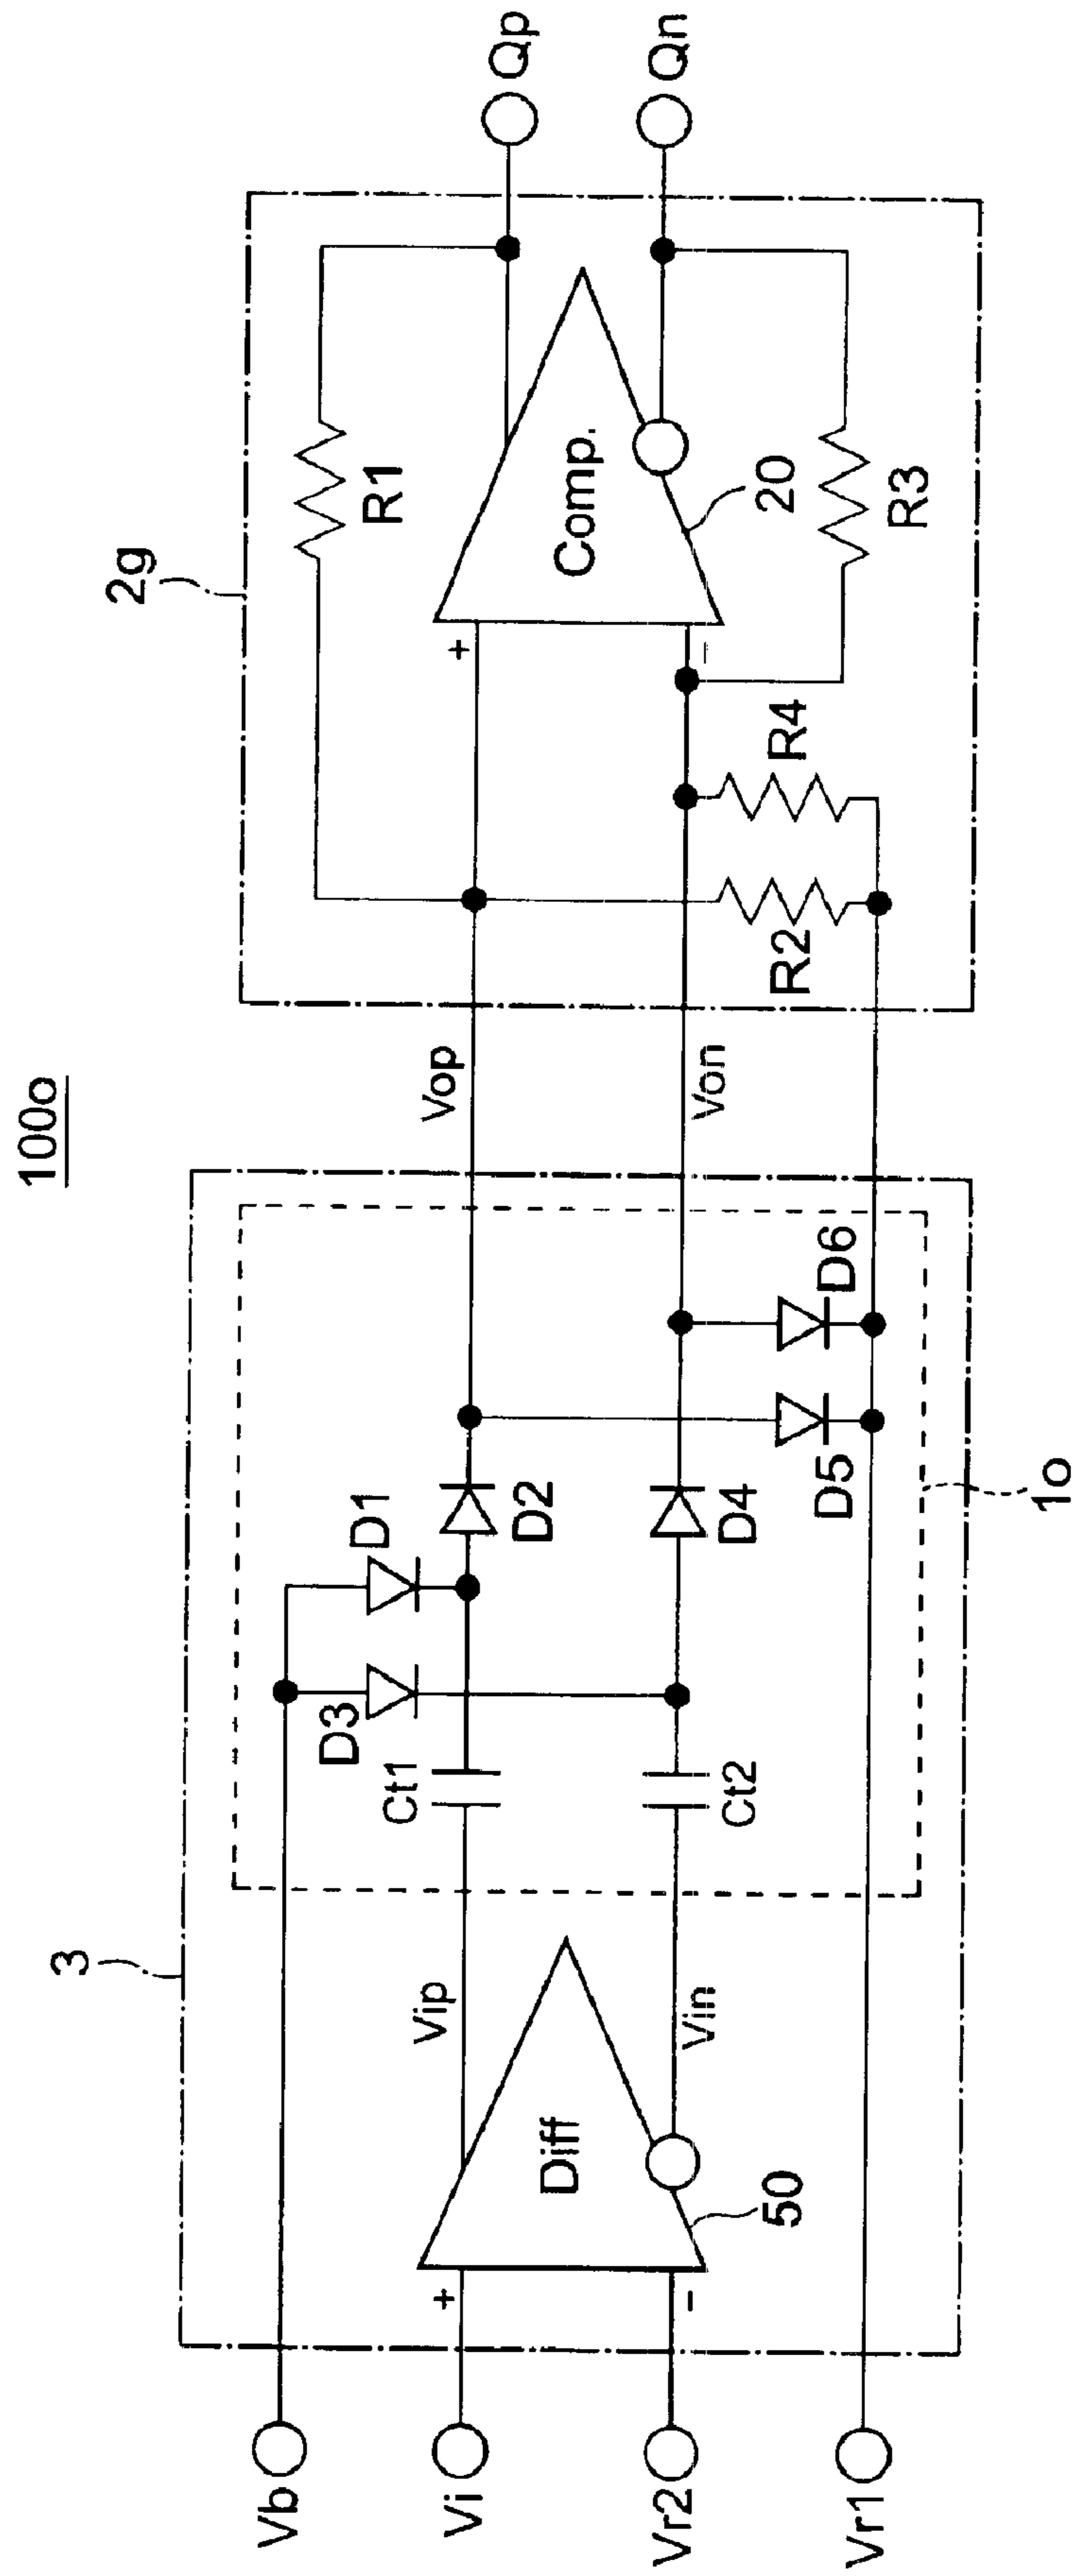 100o
3
2g
Vb
Vi
Vr2
Vr1
+
−
Diff
50
Vip
Vin
Ct1
Ct2
D3
D1
D2
D4
D5
D6
1o
Vop
Von
R2
R4
R1
+
−
Comp.
20
R3
Qp
Qn